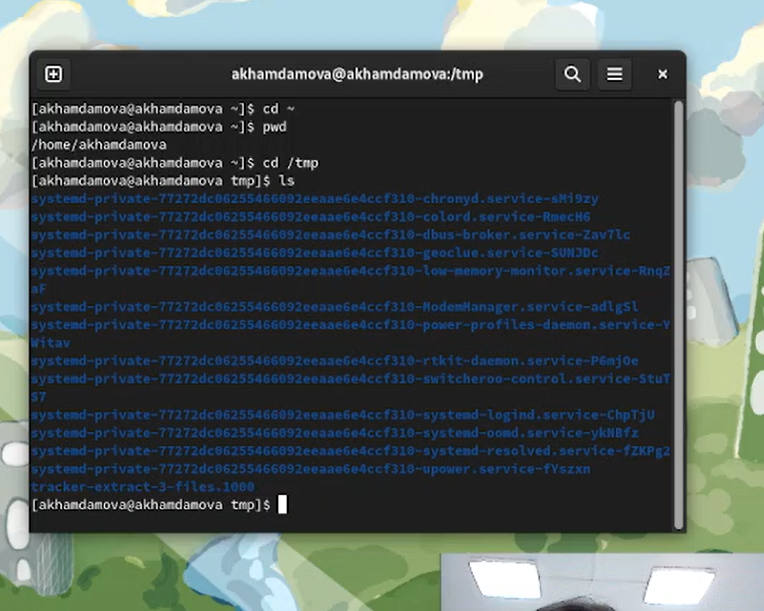 akhamdamova@akhamdamova:/tmp
[akhamdamova@akhamdamova ~]$ cd ~
[akhamdamova@akhamdamova ~]$ pwd
/home/akhamdamova
[akhamdamova@akhamdamova ~]$ cd /tmp
[akhamdamova@akhamdamova tmp]$ ls
systemd-private-77272dc06255466092eeaae6e4ccf310-chronyd.service-sMi9zy
systemd-private-77272dc06255466092eeaae6e4ccf310-colord.service-RmecH6
systemd-private-77272dc06255466092eeaae6e4ccf310-dbus-broker.service-Zav7lc
systemd-private-77272dc06255466092eeaae6e4ccf310-geoclue.service-SUNJDc
systemd-private-77272dc06255466092eeaae6e4ccf310-low-memory-monitor.service-RnqZ
aF
systemd-private-77272dc06255466092eeaae6e4ccf310-ModemManager.service-adlgSl
systemd-private-77272dc06255466092eeaae6e4ccf310-power-profiles-daemon.service-Y
Witav
systemd-private-77272dc06255466092eeaae6e4ccf310-rtkit-daemon.service-P6mjOe
systemd-private-77272dc06255466092eeaae6e4ccf310-switcheroo-control.service-StuT
S7
systemd-private-77272dc06255466092eeaae6e4ccf310-systemd-logind.service-ChpTjU
systemd-private-77272dc06255466092eeaae6e4ccf310-systemd-oomd.service-ykNBfz
systemd-private-77272dc06255466092eeaae6e4ccf310-systemd-resolved.service-fZKPg2
systemd-private-77272dc06255466092eeaae6e4ccf310-upower.service-fYszxn
tracker-extract-3-files.1000
[akhamdamova@akhamdamova tmp]$